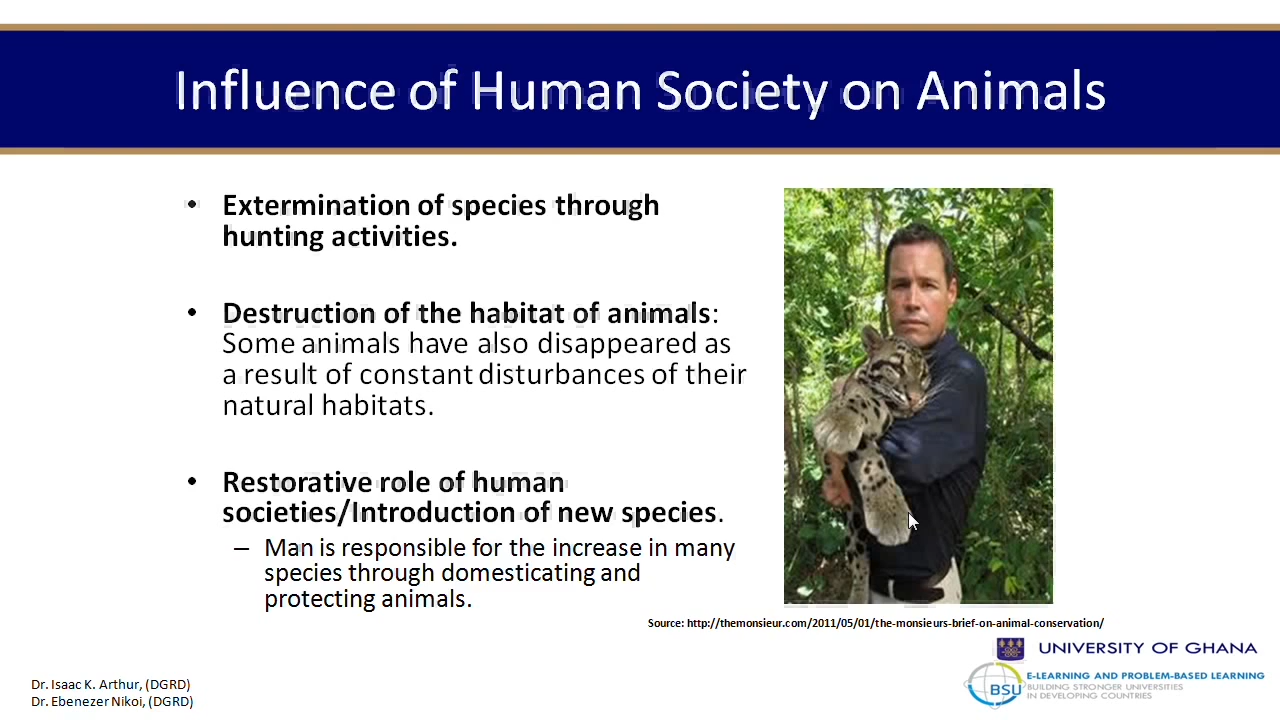 Influence of Human Society on Animals
• Extermination of species through
hunting activities.
• Destruction of the habitat of animals:
Some animals have also disappeared as
a result of constant disturbances of their
natural habitats.
• Restorative role of human
societies/Introduction of new species.
– Man is responsible for the increase in many
species through domesticating and
protecting animals.
Source: http://themonsieur.com/2011/05/01/the-monsieurs-brief-on-animal-conservation/
UNIVERSITY OF GHANA
BSU
E-LEARNING AND PROBLEM-BASED LEARNING
BUILDING STRONGER UNIVERSITIES
IN DEVELOPING COUNTRIES
Dr. Isaac K. Arthur, (DGRD)
Dr. Ebenezer Nikoi, (DGRD)